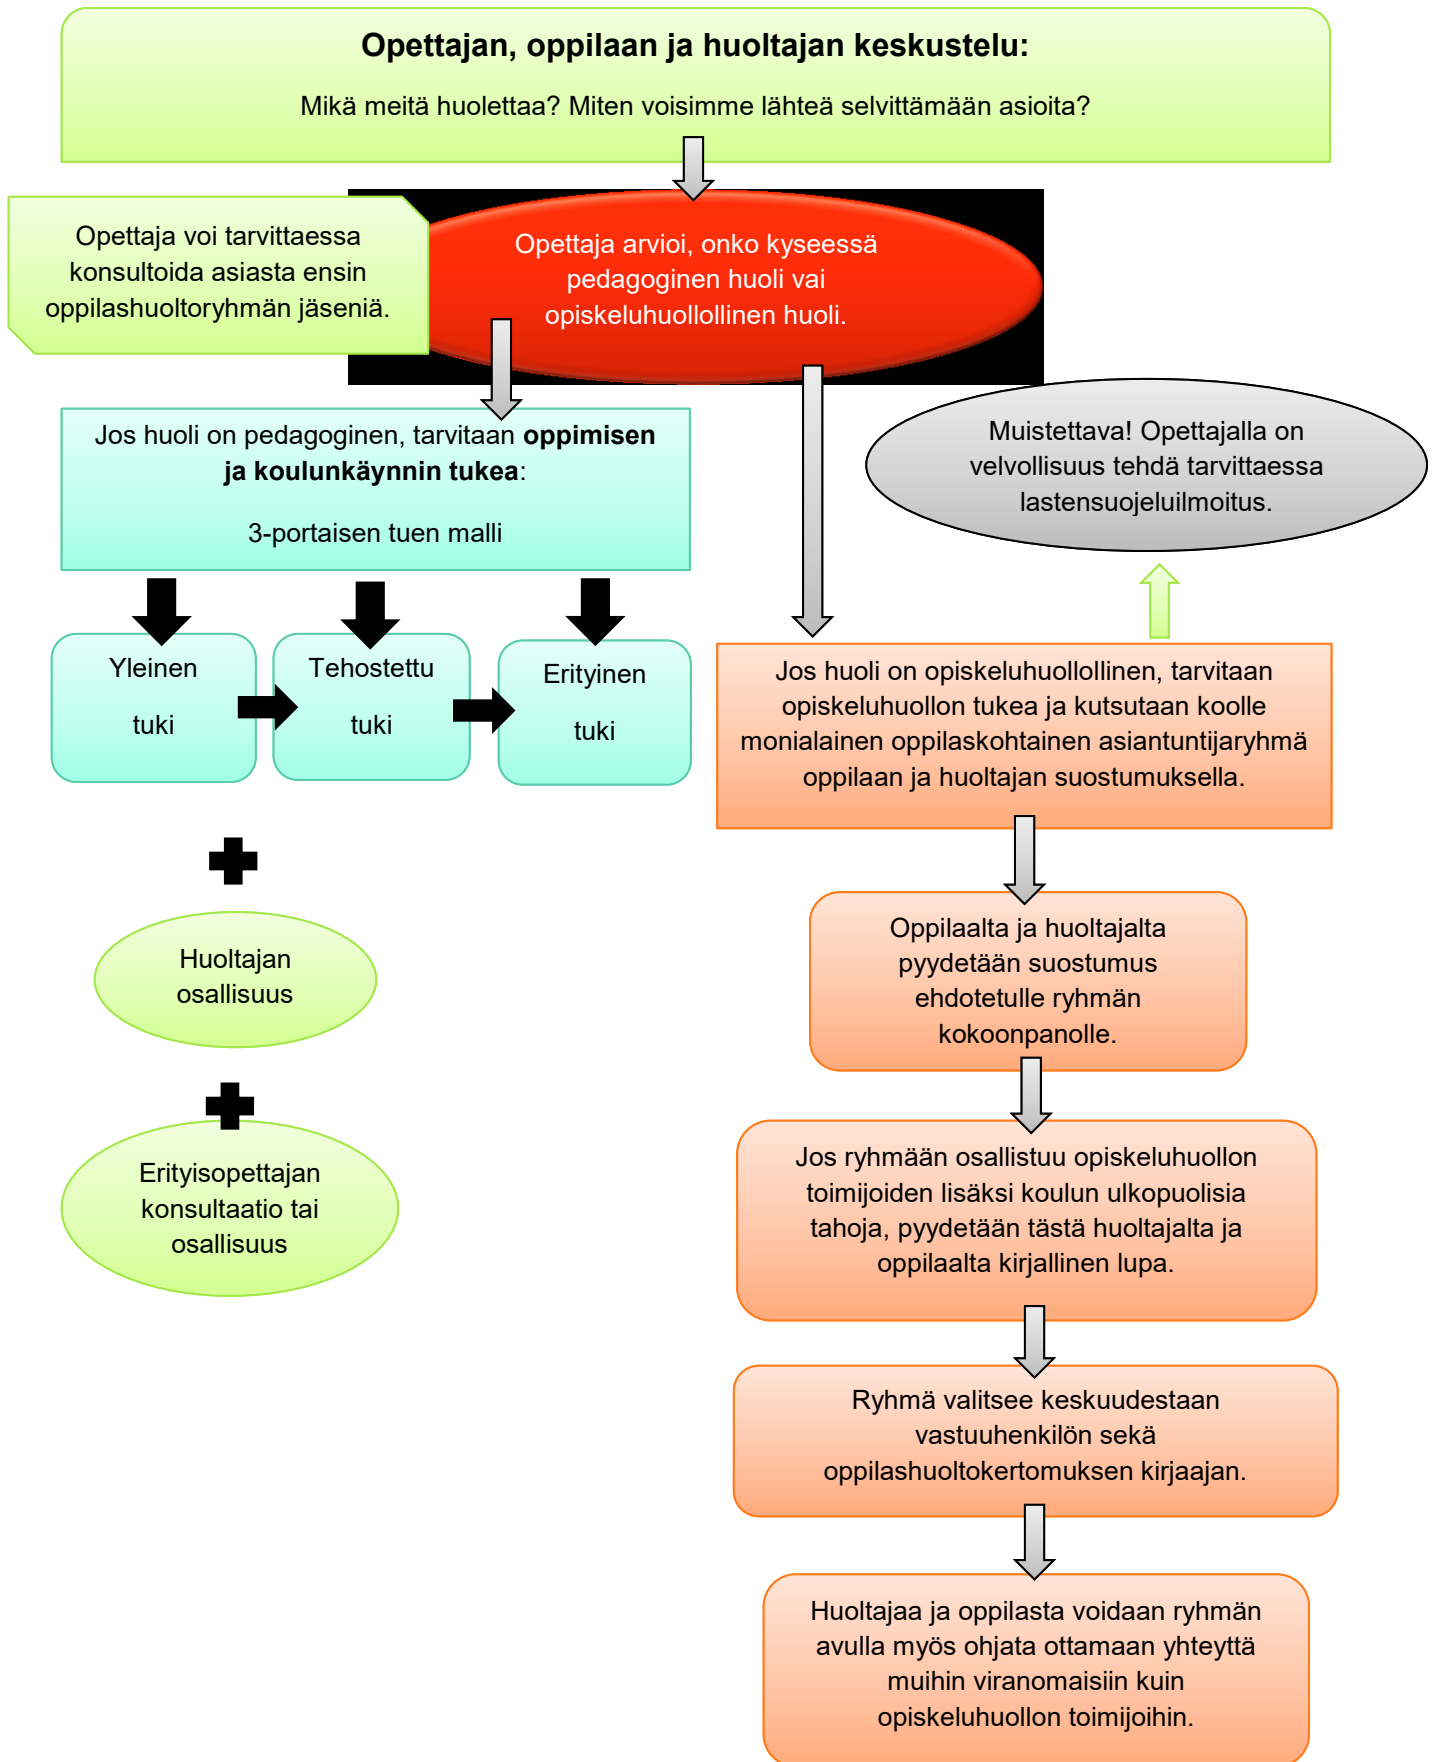 Opettajan, oppilaan ja huoltajan keskustelu:
Mikä meitä huolettaa? Miten voisimme lähteä selvittämään asioita?
Opettaja voi tarvittaessa
konsultoida asiasta ensin
oppilashuoltoryhmän jäseniä.
Opettaja arvioi, onko kyseessä
pedagoginen huoli vai
opiskeluhuollollinen huoli.
Jos huoli on pedagoginen, tarvitaan oppimisen
ja koulunkäynnin tukea:
3-portaisen tuen malli
Muistettava! Opettajalla on
velvollisuus tehdä tarvittaessa
lastensuojeluilmoitus.
Yleinen
tuki
Tehostettu
tuki
Erityinen
tuki
Jos huoli on opiskeluhuollollinen, tarvitaan
opiskeluhuollon tukea ja kutsutaan koolle
monialainen oppilaskohtainen asiantuntijaryhmä
oppilaan ja huoltajan suostumuksella.
Huoltajan
osallisuus
Erityisopettajan
konsultaatio tai
osallisuus
Oppilaalta ja huoltajalta
pyydetään suostumus
ehdotetulle ryhmän
kokoonpanolle.
Jos ryhmään osallistuu opiskeluhuollon
toimijoiden lisäksi koulun ulkopuolisia
tahoja, pyydetään tästä huoltajalta ja
oppilaalta kirjallinen lupa.
Ryhmä valitsee keskuudestaan
vastuuhenkilön sekä
oppilashuoltokertomuksen kirjaajan.
Huoltajaa ja oppilasta voidaan ryhmän
avulla myös ohjata ottamaan yhteyttä
muihin viranomaisiin kuin
opiskeluhuollon toimijoihin.